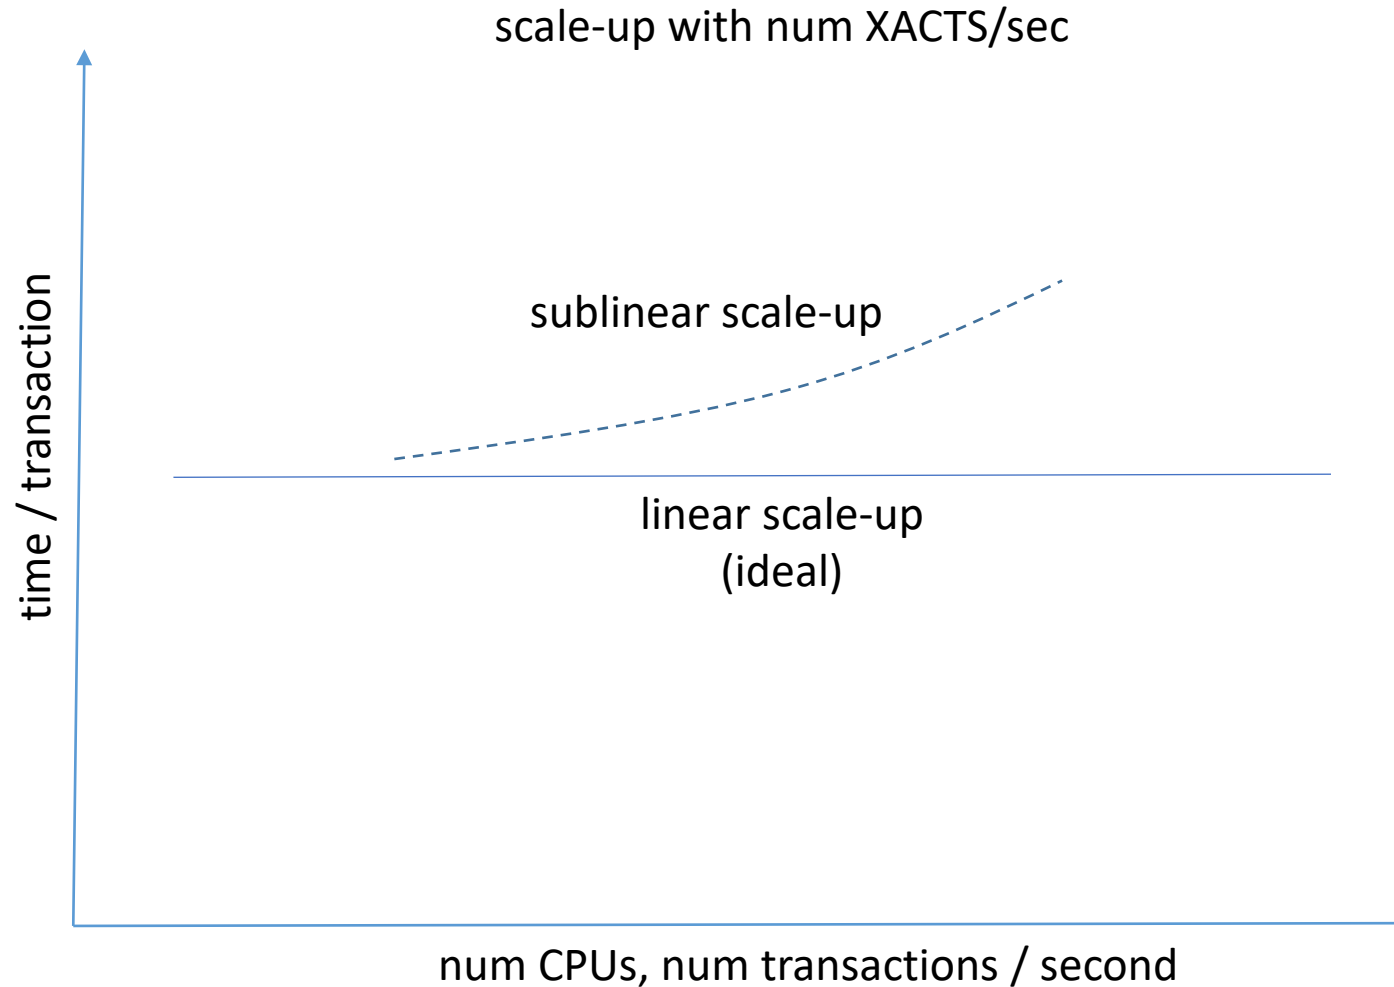 scale-up with num XACTS/sec
time / transaction
sublinear scale-up
linear scale-up
(ideal)
num CPUs, num transactions / second